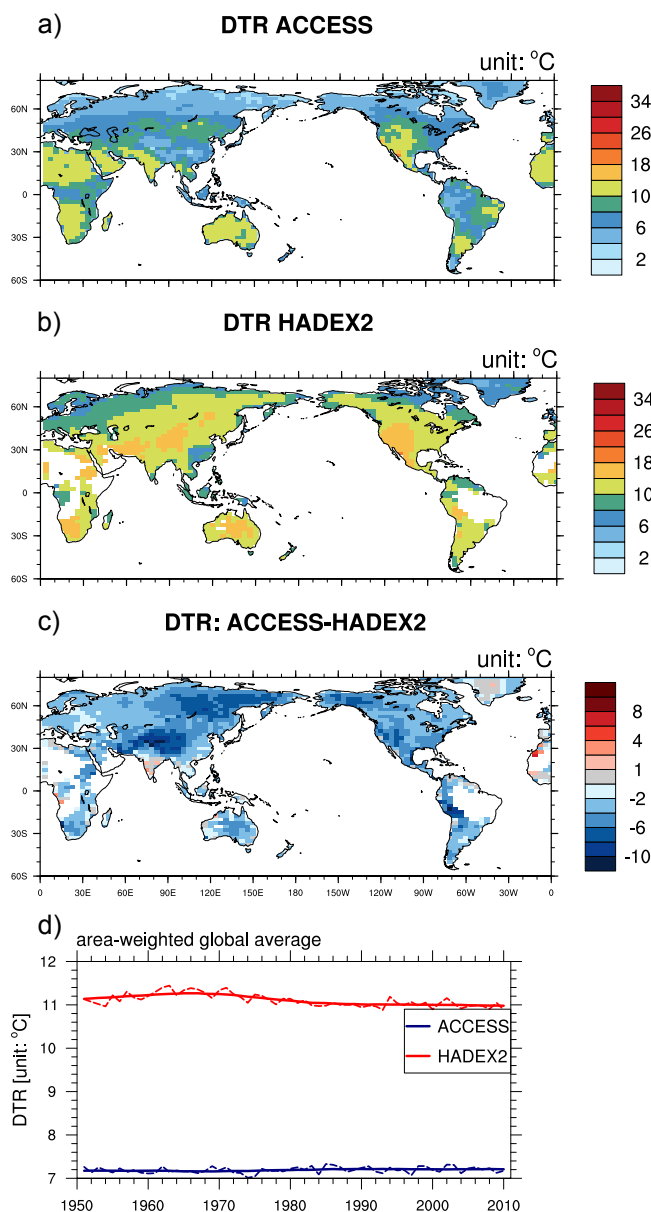 a)
DTR ACCESS
unit: °C
60N
30N
0
30S
60S
34
26
18
10
6
2
b)
DTR HADEX2
unit: °C
60N
30N
0
30S
60S
34
26
18
10
6
2
c)
DTR: ACCESS-HADEX2
unit: °C
60N
30N
0
30S
60S
0 30E 60E 90E 120E 150E 180 150W 120W 90W 60W 30W 0
8
4
1
-2
-6
-10
d)
area-weighted global average
DTR [unit: °C]
12
11
10
9
8
7
ACCESS
HADEX2
1950 1960 1970 1980 1990 2000 2010